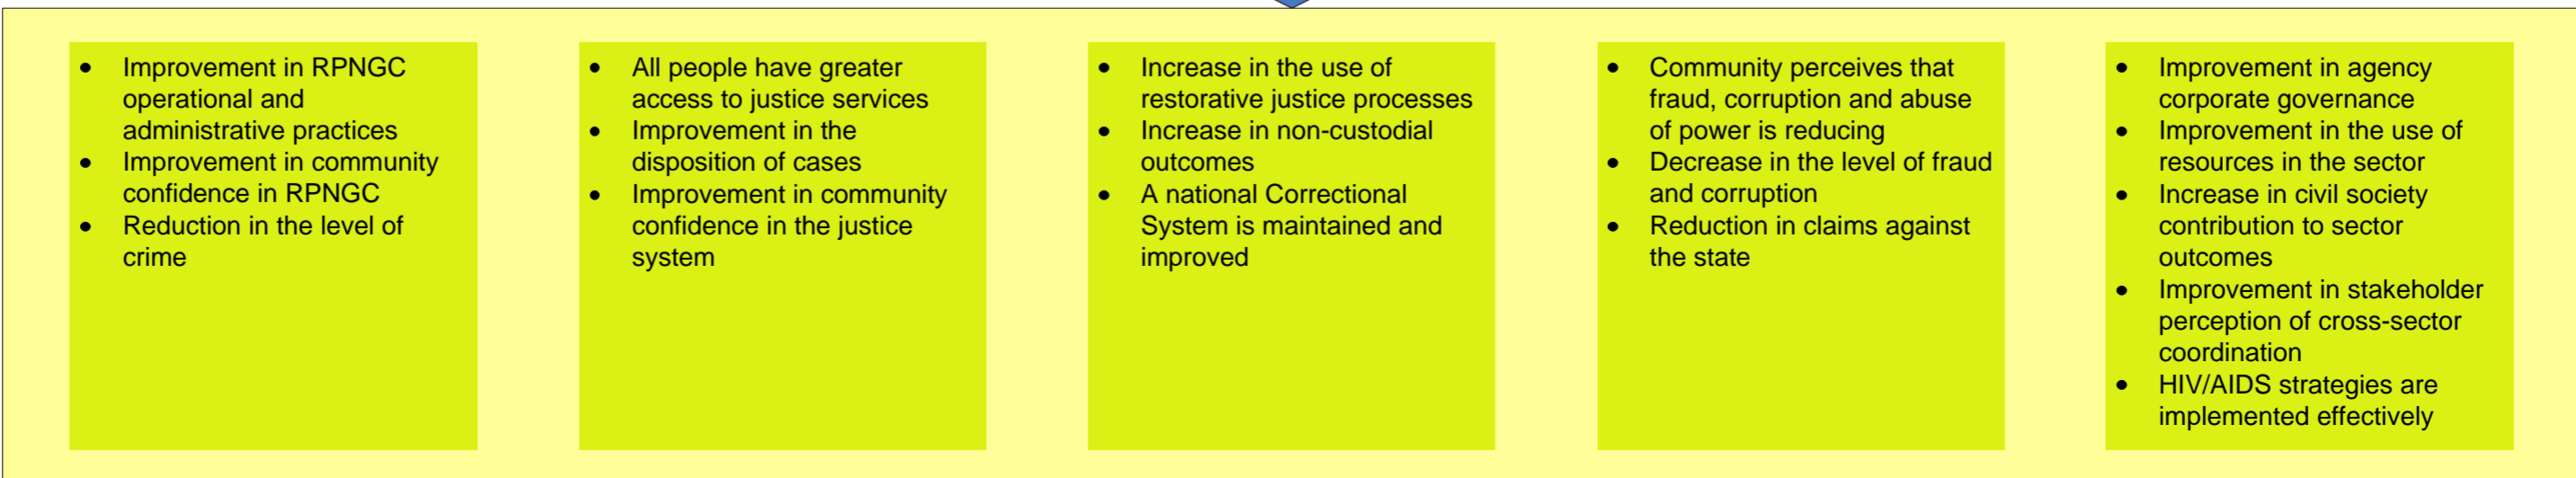 • Improvement in RPNGC
operational and
administrative practices
• Improvement in community
confidence in RPNGC
• Reduction in the level of
crime
• All people have greater
access to justice services
• Improvement in the
disposition of cases
• Improvement in community
confidence in the justice
system
• Increase in the use of
restorative justice processes
• Increase in non-custodial
outcomes
• A national Correctional
System is maintained and
improved
• Community perceives that
fraud, corruption and abuse
of power is reducing
• Decrease in the level of fraud
and corruption
• Reduction in claims against
the state
• Improvement in agency
corporate governance
• Improvement in the use of
resources in the sector
• Increase in civil society
contribution to sector
outcomes
• Improvement in stakeholder
perception of cross-sector
coordination
• HIV/AIDS strategies are
implemented effectively